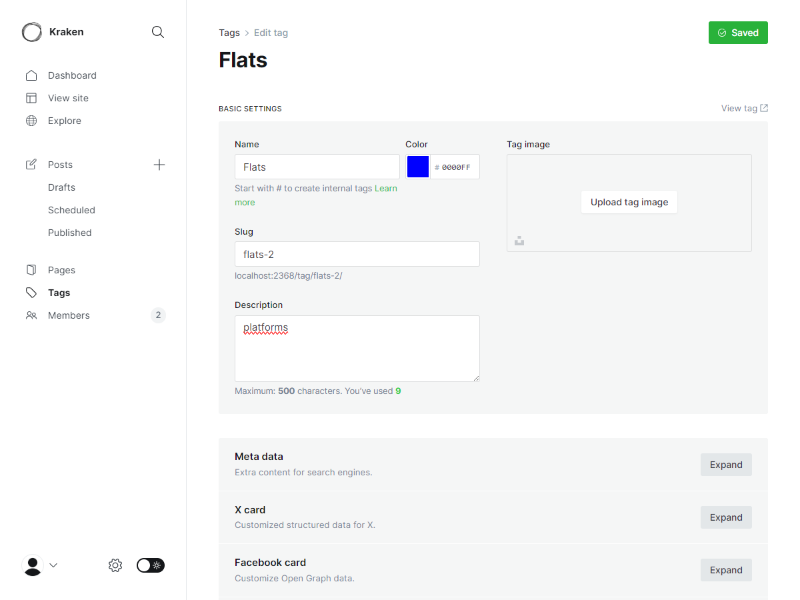 Kraken
Dashboard
View site
Explore
Posts
Drafts
Scheduled
Published
Pages
Tags
Members 2
Tags > Edit tag
Saved
Flats
BASIC SETTINGS
View tag
Name
Color
Tag image
Flats
# 0000FF
Start with # to create internal tags Learn
more
Upload tag image
Slug
flats-2
localhost:2368/tag/flats-2/
Description
platforms
Maximum: 500 characters. You've used 9
Meta data
Extra content for search engines.
Expand
X card
Customized structured data for X.
Expand
Facebook card
Customize Open Graph data.
Expand